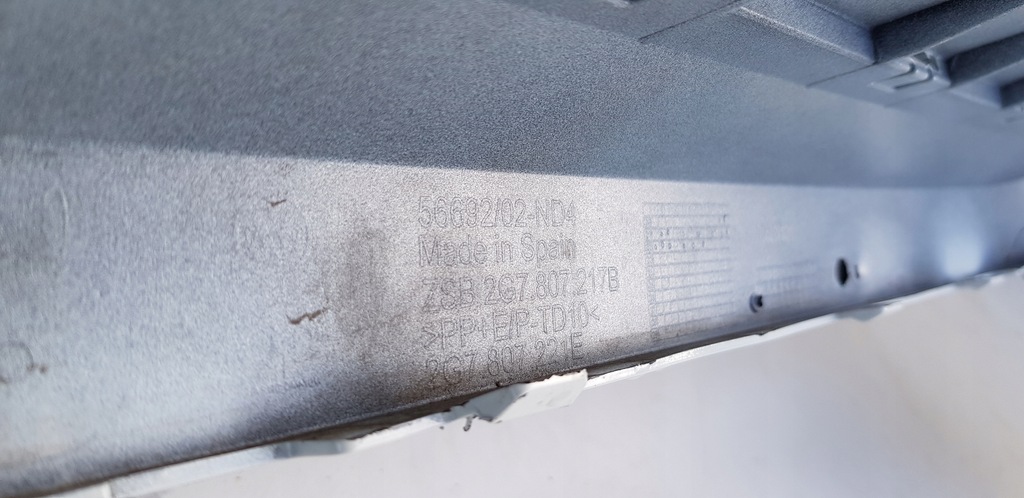 56692/02-ND4
Made in Spain
ZSB 2G7.807.217B
>PP+E/P-TD10<
2G7.807.221E